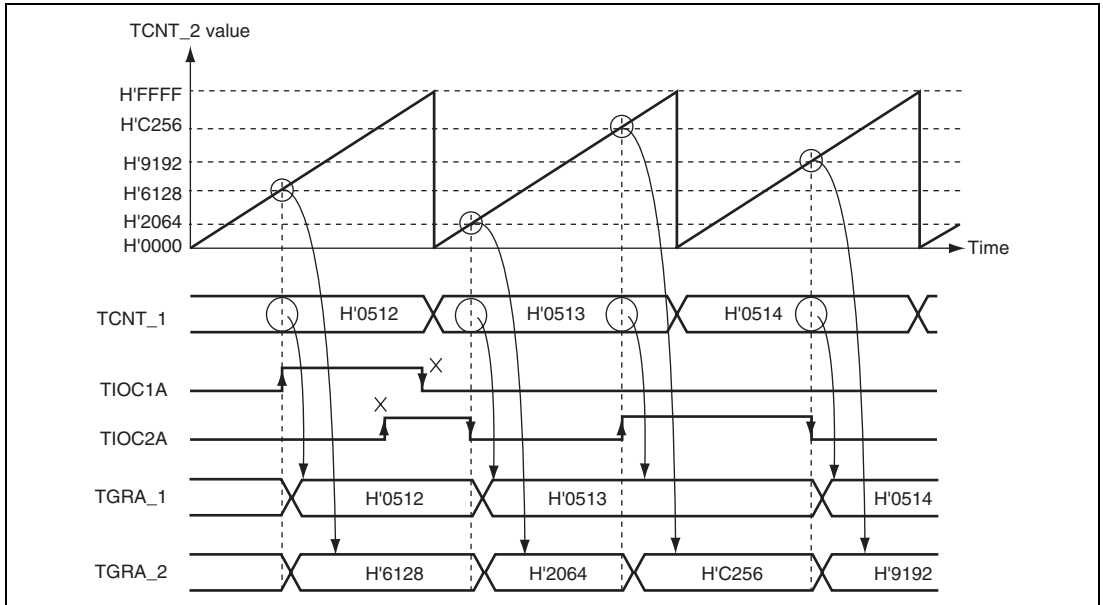 TCNT_2 value
H'FFFF
H'C256
H'9192
H'6128
H'2064
H'0000
Time
TCNT_1
H'0512
H'0513
H'0514
TIOC1A
TIOC2A
TGRA_1
H'0512
H'0513
H'0514
TGRA_2
H'6128
H'2064
H'C256
H'9192